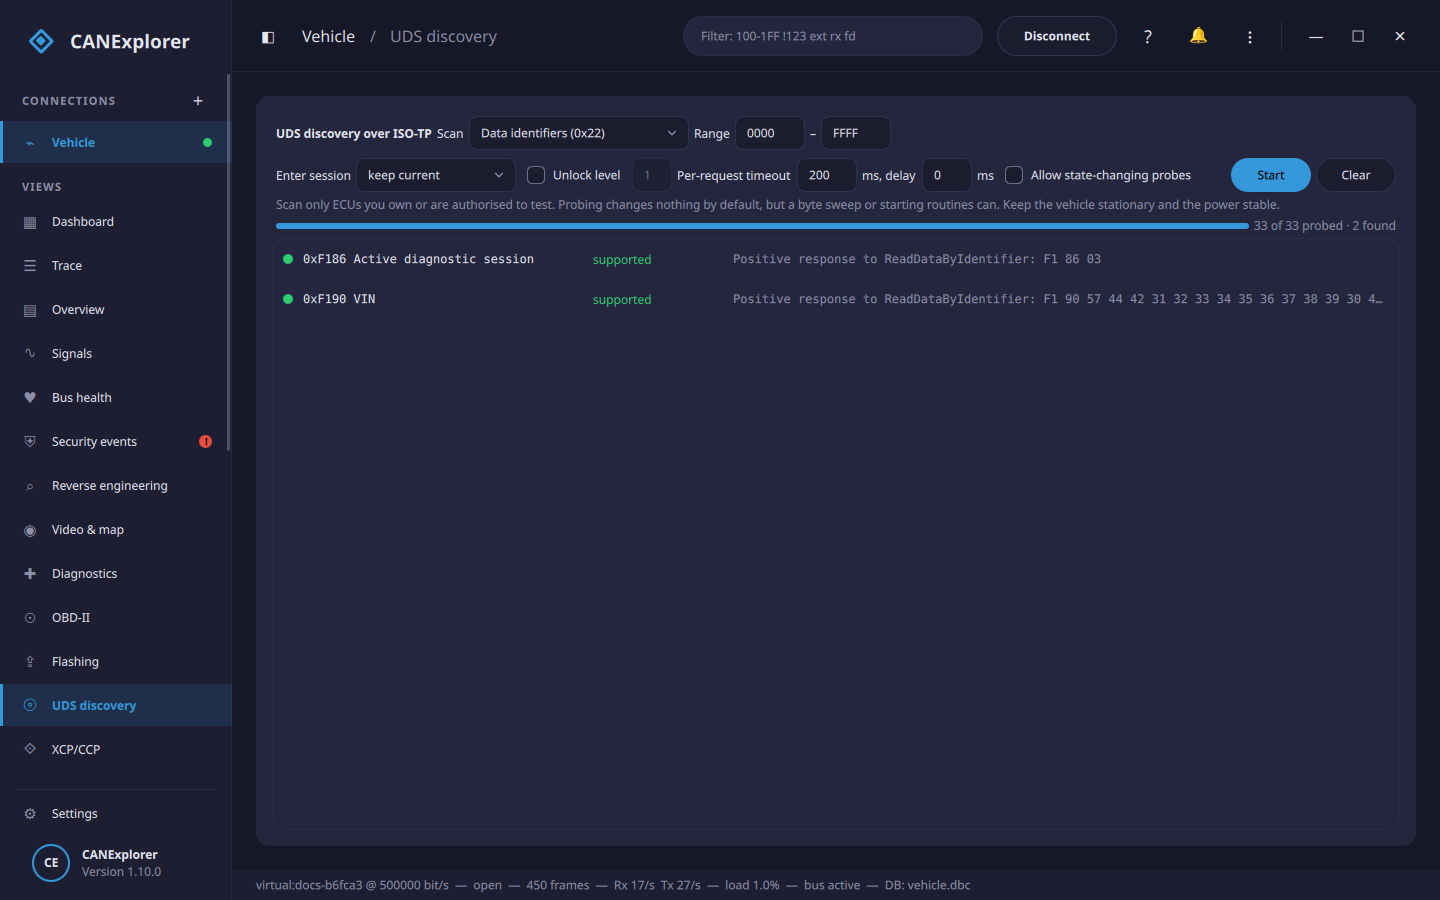 CANExplorer
Vehicle / UDS discovery
Filter: 100-1FF !123 ext rx fd
Disconnect
?
CONNECTIONS +
Vehicle
VIEWS
Dashboard
Trace
Overview
Signals
Bus health
Security events !
Reverse engineering
Video & map
Diagnostics
OBD-II
Flashing
UDS discovery
XCP/CCP
Settings
CE
CANExplorer
Version 1.10.0
UDS discovery over ISO-TP Scan Data identifiers (0x22) Range 0000 – FFFF
Enter session keep current Unlock level 1 Per-request timeout 200 ms, delay 0 ms Allow state-changing probes Start Clear
Scan only ECUs you own or are authorised to test. Probing changes nothing by default, but a byte sweep or starting routines can. Keep the vehicle stationary and the power stable.
33 of 33 probed · 2 found
0xF186 Active diagnostic session supported Positive response to ReadDataByIdentifier: F1 86 03
0xF190 VIN supported Positive response to ReadDataByIdentifier: F1 90 57 44 42 31 32 33 34 35 36 37 38 39 30 4…
virtual:docs-b6fca3 @ 500000 bit/s — open — 450 frames — Rx 17/s Tx 27/s — load 1.0% — bus active — DB: vehicle.dbc